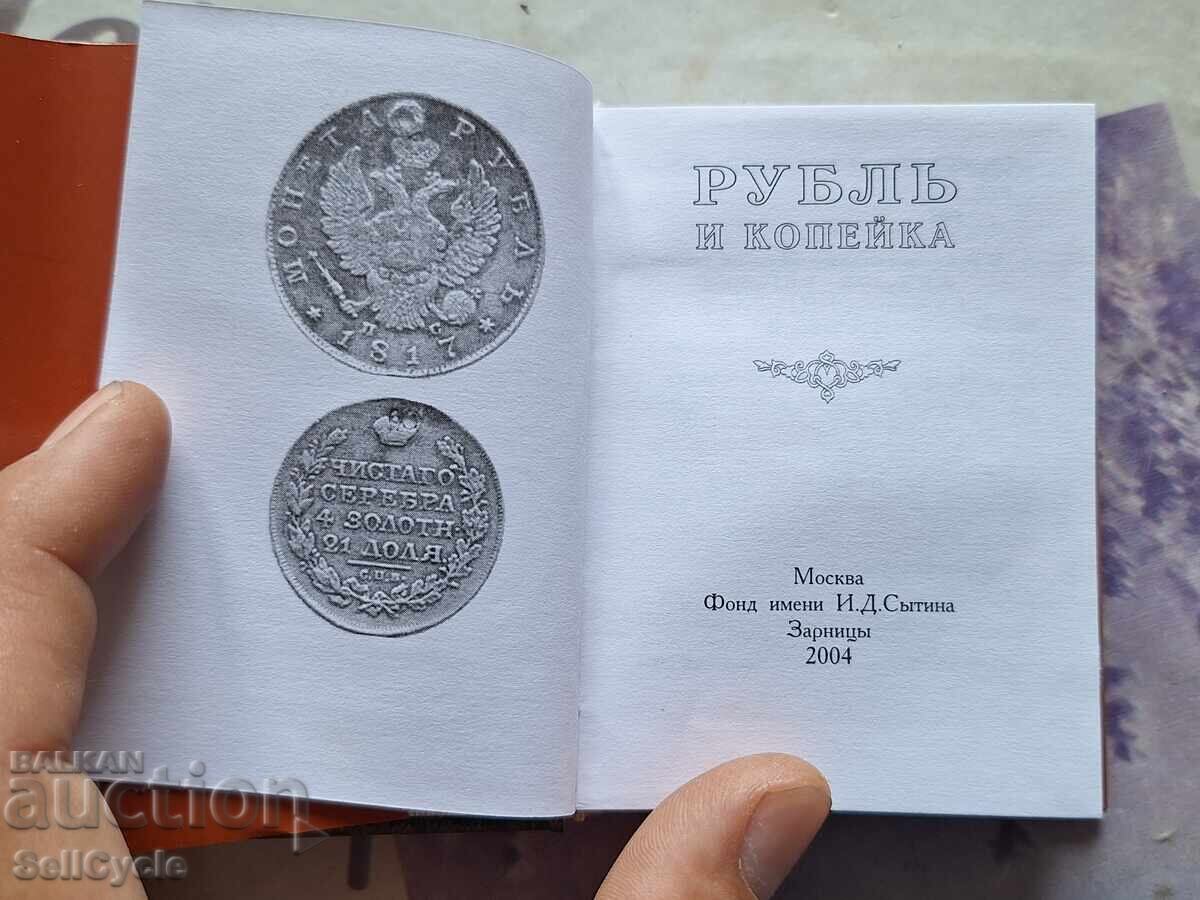 МОНЕТА РУБЛЬ
П С
* 1817 *
ЧИСТАГО
СЕРЕБРА
4 ЗОЛОТН.
21 ДОЛЯ.
С.П.Б.
РУБЛЬ
И КОПЕЙКА
Москва
Фонд имени И.Д.Сытина
Зарницы
2004
BALKAN
auction
SellCycle